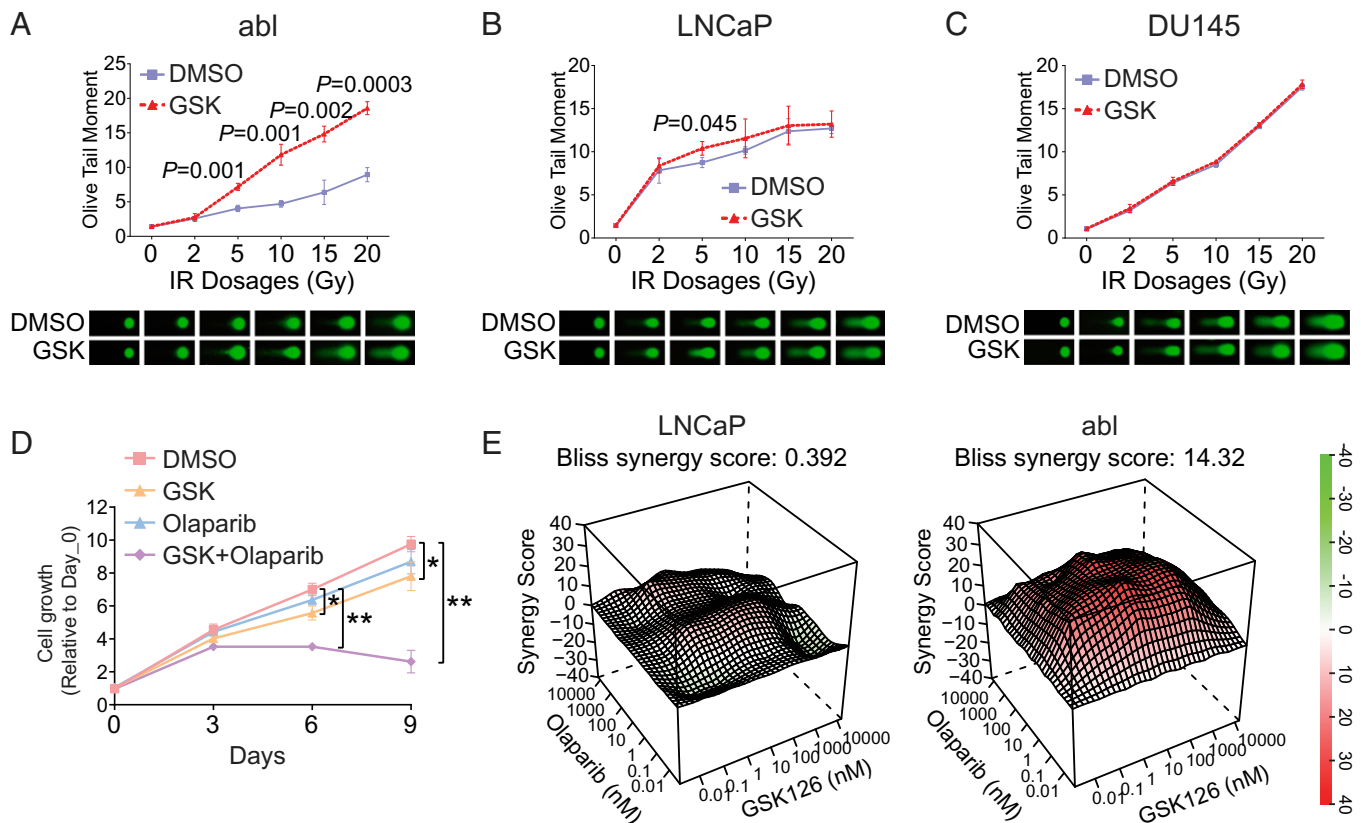 A
abl
Olive Tail Moment
25
20
15
10
5
0
DMSO
GSK
P=0.001
P=0.001
P=0.002
P=0.0003
0 2 5 10 15 20
IR Dosages (Gy)
DMSO
GSK
B
LNCaP
Olive Tail Moment
20
15
10
5
0
P=0.045
DMSO
GSK
0 2 5 10 15 20
IR Dosages (Gy)
DMSO
GSK
C
DU145
Olive Tail Moment
20
15
10
5
0
DMSO
GSK
0 2 5 10 15 20
IR Dosages (Gy)
DMSO
GSK
D
DMSO
GSK
Olaparib
GSK+Olaparib
Cell growth
(Relative to Day_0)
12
10
8
6
4
2
0
*
**
*
**
0 3 6 9
Days
E
LNCaP
Bliss synergy score: 0.392
Synergy Score
40
30
20
10
0
−10
−20
−30
−40
10000
1000
100
10
1
0.1
0.01
Olaparib (nM)
0.01
0.1
1
10
100
1000
10000
GSK126 (nM)
abl
Bliss synergy score: 14.32
Synergy Score
40
30
20
10
0
−10
−20
−30
−40
10000
1000
100
10
1
0.1
0.01
Olaparib (nM)
0.01
0.1
1
10
100
1000
10000
GSK126 (nM)
-40
-30
-20
-10
0
10
20
30
40